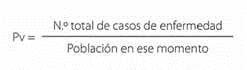 Pv = N.º total de casos de enfermedad
Población en ese momento